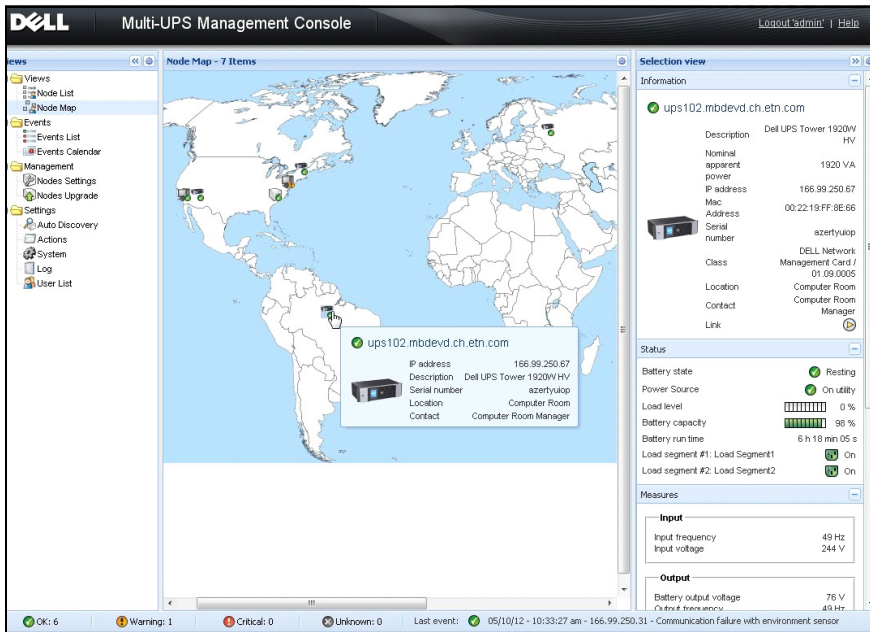 DELL
Multi-UPS Management Console
Logout 'admin' | Help
iews
Views
Node List
Node Map
Events
Events List
Events Calendar
Management
Nodes Settings
Nodes Upgrade
Settings
Auto Discovery
Actions
System
Log
User List
Node Map - 7 Items
ups102.mbdevd.ch.etn.com
IP address 166.99.250.67
Description Dell UPS Tower 1920W HV
Serial number azertyuiop
Location Computer Room
Contact Computer Room Manager
Selection view
Information
ups102.mbdevd.ch.etn.com
Description Dell UPS Tower 1920W HV
Nominal apparent power 1920 VA
IP address 166.99.250.67
Mac Address 00:22:19:FF:8E:66
Serial number azertyuiop
Class DELL Network Management Card / 01.09.0005
Location Computer Room
Contact Computer Room Manager
Link
Status
Battery state Resting
Power Source On utility
Load level 0 %
Battery capacity 98 %
Battery run time 6 h 18 min 05 s
Load segment #1: Load Segment1 On
Load segment #2: Load Segment2 On
Measures
Input
Input frequency 49 Hz
Input voltage 244 V
Output
Battery output voltage 76 V
Output frequency 49 Hz
OK: 6 Warning: 1 Critical: 0 Unknown: 0 Last event: 05/10/12 - 10:33:27 am - 166.99.250.31 - Communication failure with environment sensor